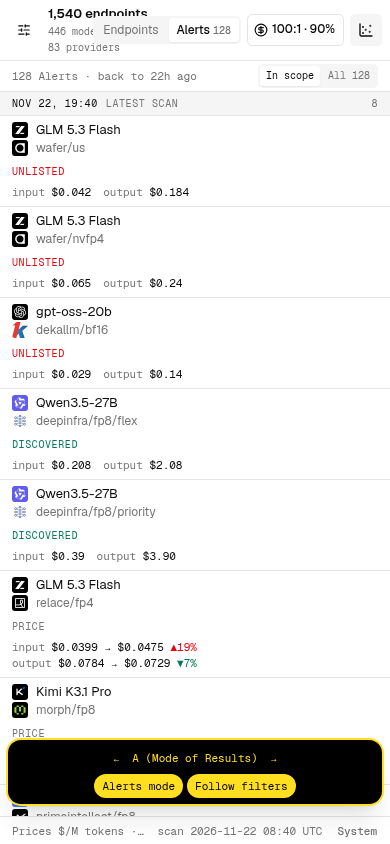 1,540 endpoints
446 mode
83 providers
Endpoints
Alerts 128
100:1 · 90%
128 Alerts · back to 22h ago
In scope
All 128
NOV 22, 19:40 LATEST SCAN 8
GLM 5.3 Flash
wafer/us
UNLISTED
input $0.042 output $0.184
GLM 5.3 Flash
wafer/nvfp4
UNLISTED
input $0.065 output $0.24
gpt-oss-20b
dekallm/bf16
UNLISTED
input $0.029 output $0.14
Qwen3.5-27B
deepinfra/fp8/flex
DISCOVERED
input $0.208 output $2.08
Qwen3.5-27B
deepinfra/fp8/priority
DISCOVERED
input $0.39 output $3.90
GLM 5.3 Flash
relace/fp4
PRICE
input $0.0399 → $0.0475 ▲19%
output $0.0784 → $0.0729 ▼7%
Kimi K3.1 Pro
morph/fp8
PRICE
← A (Mode of Results) →
Alerts mode
Follow filters
primeintellect/fp8
Prices $/M tokens ·… scan 2026-11-22 08:40 UTC System